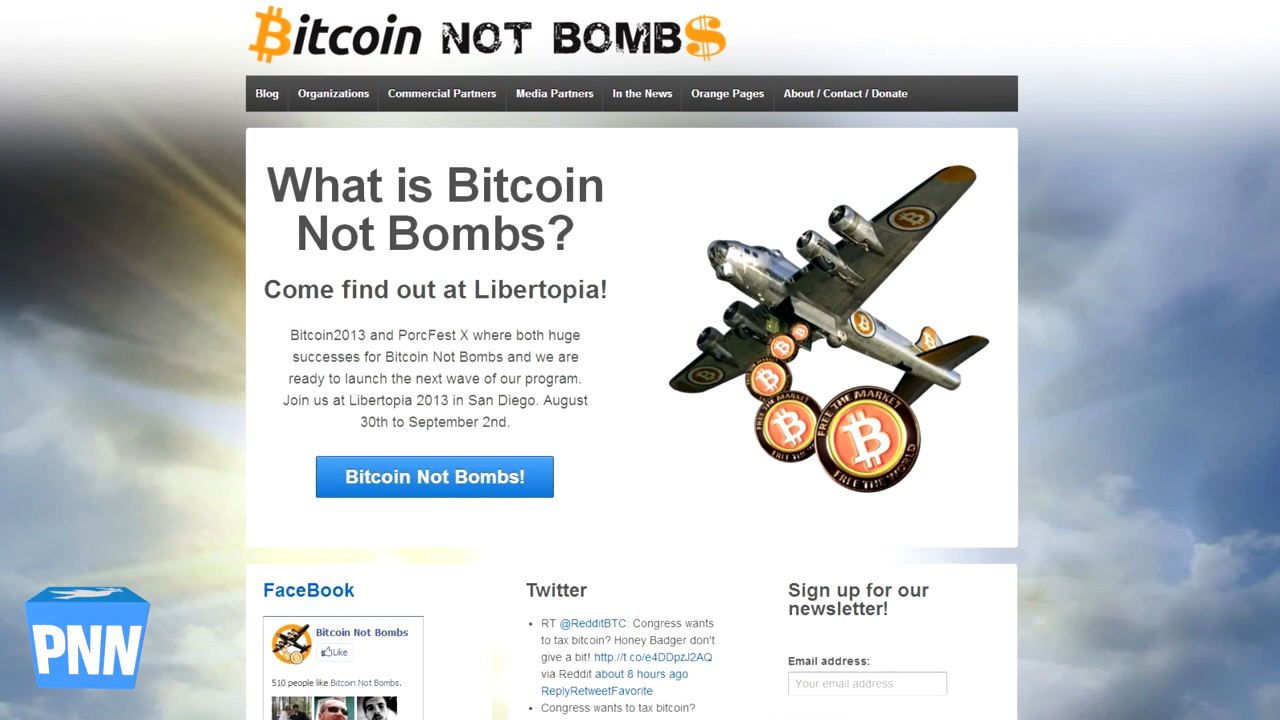 Bitcoin NOT BOMB$
Blog
Organizations
Commercial Partners
Media Partners
In the News
Orange Pages
About / Contact / Donate
What is Bitcoin
Not Bombs?
Come find out at Libertopia!
Bitcoin2013 and PorcFest X where both huge
successes for Bitcoin Not Bombs and we are
ready to launch the next wave of our program.
Join us at Libertopia 2013 in San Diego. August
30th to September 2nd.
Bitcoin Not Bombs!
FREE THE MARKET
FREE THE WORLD
FREE THE MARKET
FaceBook
Bitcoin Not Bombs
Like
510 people like Bitcoin Not Bombs.
Twitter
RT @RedditBTC. Congress wants
to tax bitcoin? Honey Badger don't
give a bit! http://t.co/e4DDpzJ2AQ
via Reddit about 8 hours ago
ReplyRetweetFavorite
Congress wants to tax bitcoin?
Sign up for our
newsletter!
Email address:
Your email address
PNN